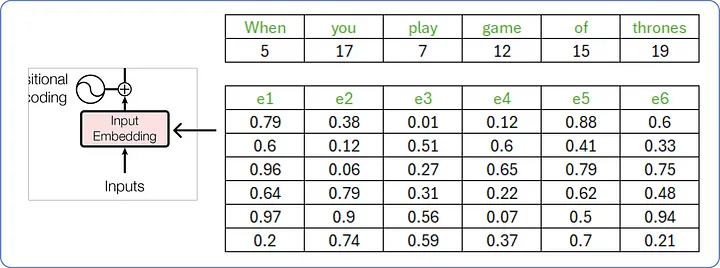 When you play game of thrones
5 17 7 12 15 19
sitional
coding
Input
Embedding
Inputs
e1 e2 e3 e4 e5 e6
0.79 0.38 0.01 0.12 0.88 0.6
0.6 0.12 0.51 0.6 0.41 0.33
0.96 0.06 0.27 0.65 0.79 0.75
0.64 0.79 0.31 0.22 0.62 0.48
0.97 0.9 0.56 0.07 0.5 0.94
0.2 0.74 0.59 0.37 0.7 0.21